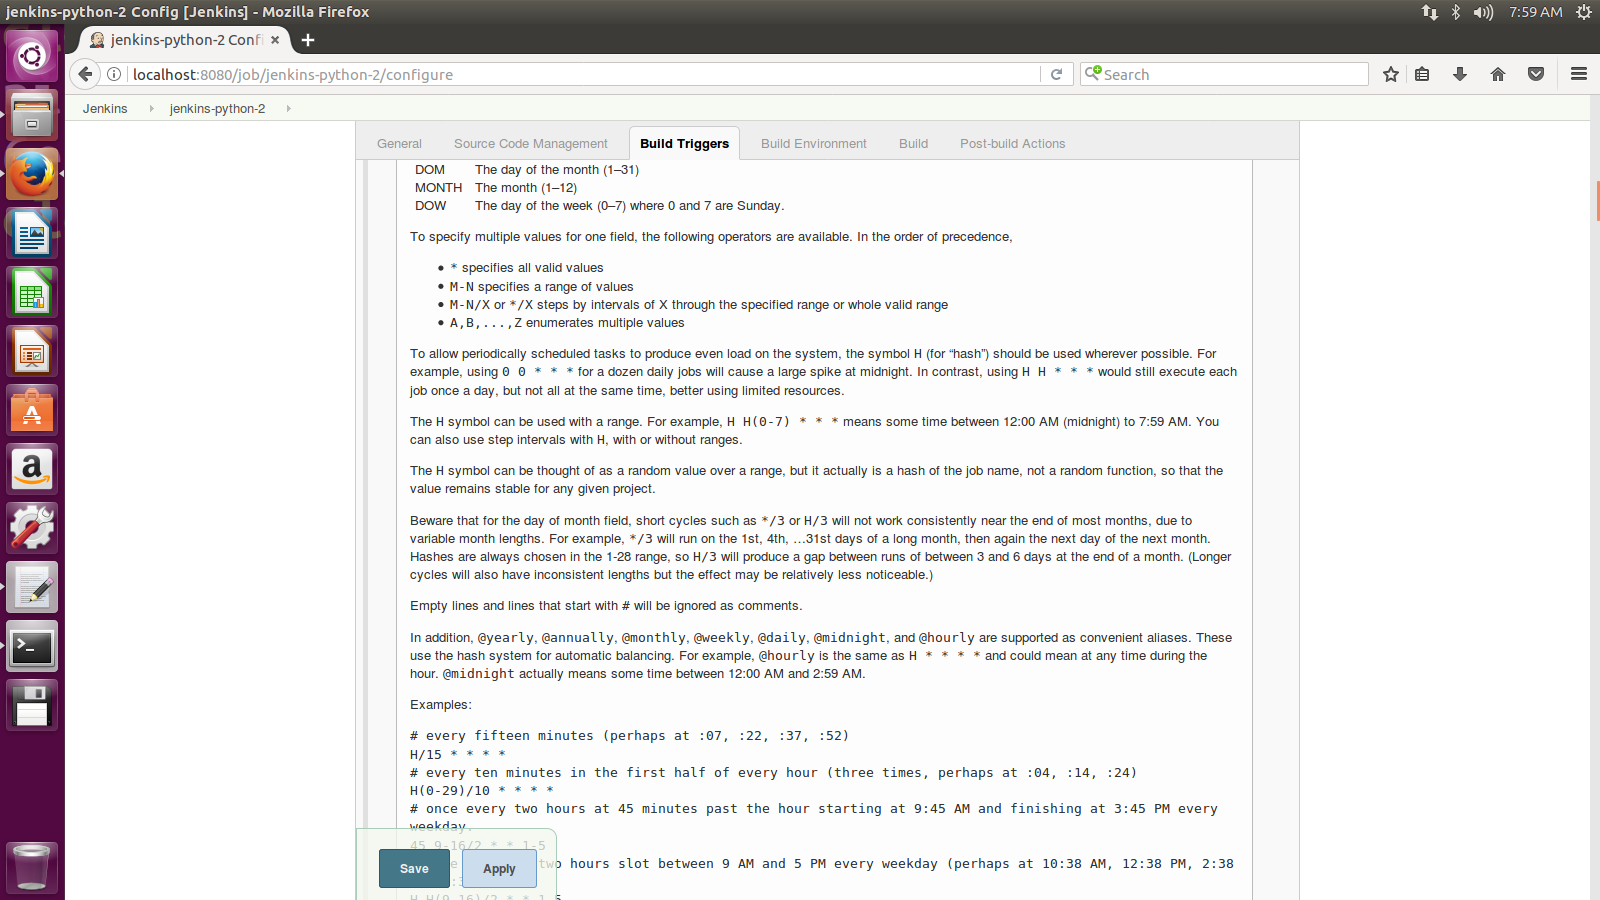 jenkins-python-2 Config [Jenkins] - Mozilla Firefox
7:59 AM
jenkins-python-2 Confi
localhost:8080/job/jenkins-python-2/configure
Search
Jenkins
jenkins-python-2
General
Source Code Management
Build Triggers
Build Environment
Build
Post-build Actions
DOM The day of the month (1–31)
MONTH The month (1–12)
DOW The day of the week (0–7) where 0 and 7 are Sunday.
To specify multiple values for one field, the following operators are available. In the order of precedence,
• * specifies all valid values
• M-N specifies a range of values
• M-N/X or */X steps by intervals of X through the specified range or whole valid range
• A,B,...,Z enumerates multiple values
To allow periodically scheduled tasks to produce even load on the system, the symbol H (for “hash”) should be used wherever possible. For
example, using 0 0 * * * for a dozen daily jobs will cause a large spike at midnight. In contrast, using H H * * * would still execute each
job once a day, but not all at the same time, better using limited resources.
The H symbol can be used with a range. For example, H H(0-7) * * * means some time between 12:00 AM (midnight) to 7:59 AM. You
can also use step intervals with H, with or without ranges.
The H symbol can be thought of as a random value over a range, but it actually is a hash of the job name, not a random function, so that the
value remains stable for any given project.
Beware that for the day of month field, short cycles such as */3 or H/3 will not work consistently near the end of most months, due to
variable month lengths. For example, */3 will run on the 1st, 4th, …31st days of a long month, then again the next day of the next month.
Hashes are always chosen in the 1-28 range, so H/3 will produce a gap between runs of between 3 and 6 days at the end of a month. (Longer
cycles will also have inconsistent lengths but the effect may be relatively less noticeable.)
Empty lines and lines that start with # will be ignored as comments.
In addition, @yearly, @annually, @monthly, @weekly, @daily, @midnight, and @hourly are supported as convenient aliases. These
use the hash system for automatic balancing. For example, @hourly is the same as H * * * * and could mean at any time during the
hour. @midnight actually means some time between 12:00 AM and 2:59 AM.
Examples:
# every fifteen minutes (perhaps at :07, :22, :37, :52)
H/15 * * * *
# every ten minutes in the first half of every hour (three times, perhaps at :04, :14, :24)
H(0-29)/10 * * * *
# once every two hours at 45 minutes past the hour starting at 9:45 AM and finishing at 3:45 PM every
weekday.
45 9-16/2 * * 1-5
two hours slot between 9 AM and 5 PM every weekday (perhaps at 10:38 AM, 12:38 PM, 2:38
H H(9-16)/2 * * 1-5
Save
Apply